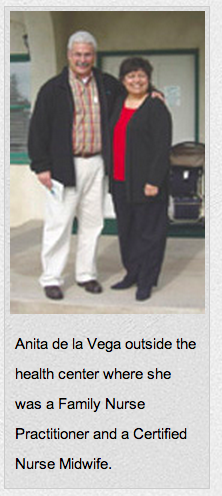 Anita de la Vega outside the
health center where she
was a Family Nurse
Practitioner and a Certified
Nurse Midwife.